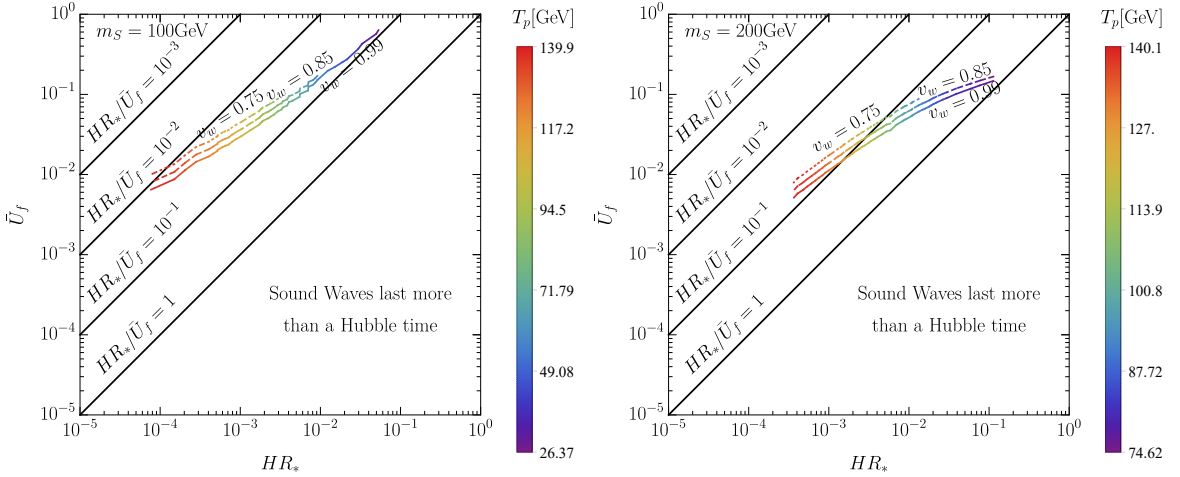 m_S = 100GeV
HR_*/Ū_f = 10^-3
HR_*/Ū_f = 10^-2
HR_*/Ū_f = 10^-1
HR_*/Ū_f = 1
v_w = 0.75
v_w = 0.85
v_w = 0.99
Sound Waves last more
than a Hubble time
Ū_f
10^0
10^-1
10^-2
10^-3
10^-4
10^-5
10^-5 10^-4 10^-3 10^-2 10^-1 10^0
HR_*
T_p[GeV]
139.9
117.2
94.5
71.79
49.08
26.37
m_S = 200GeV
HR_*/Ū_f = 10^-3
HR_*/Ū_f = 10^-2
HR_*/Ū_f = 10^-1
HR_*/Ū_f = 1
v_w = 0.75
v_w = 0.85
v_w = 0.99
Sound Waves last more
than a Hubble time
Ū_f
10^0
10^-1
10^-2
10^-3
10^-4
10^-5
10^-5 10^-4 10^-3 10^-2 10^-1 10^0
HR_*
T_p[GeV]
140.1
127.
113.9
100.8
87.72
74.62